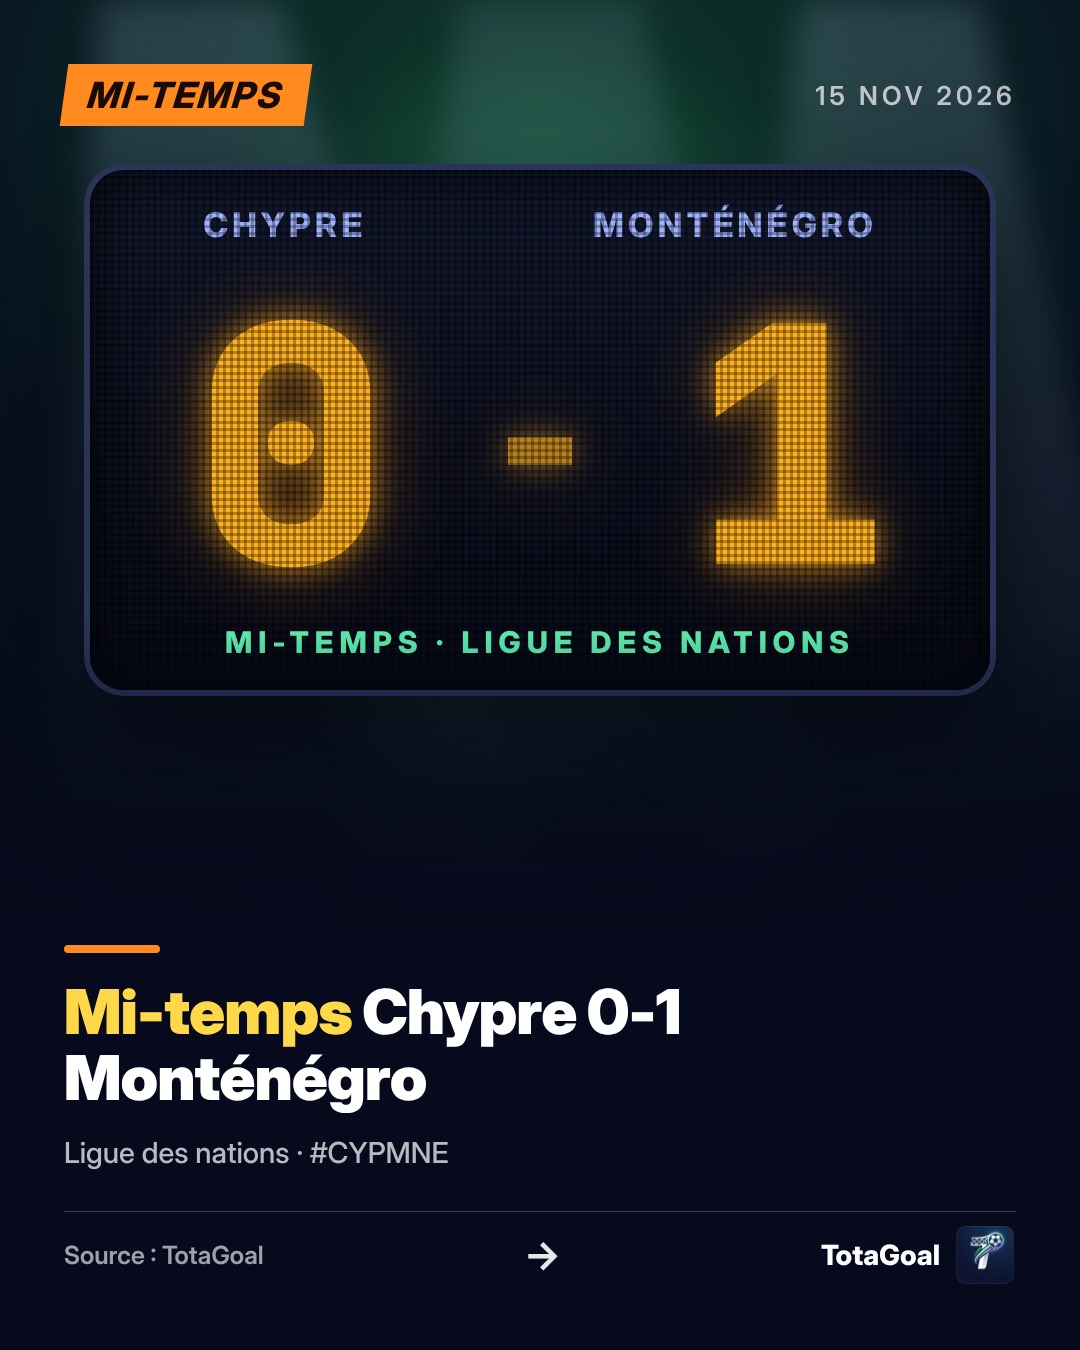 MI-TEMPS
15 NOV 2026
CHYPRE
MONTÉNÉGRO
0 - 1
MI-TEMPS · LIGUE DES NATIONS
Mi-temps Chypre 0-1
Monténégro
Ligue des nations · #CYPMNE
Source : TotaGoal
→
TotaGoal